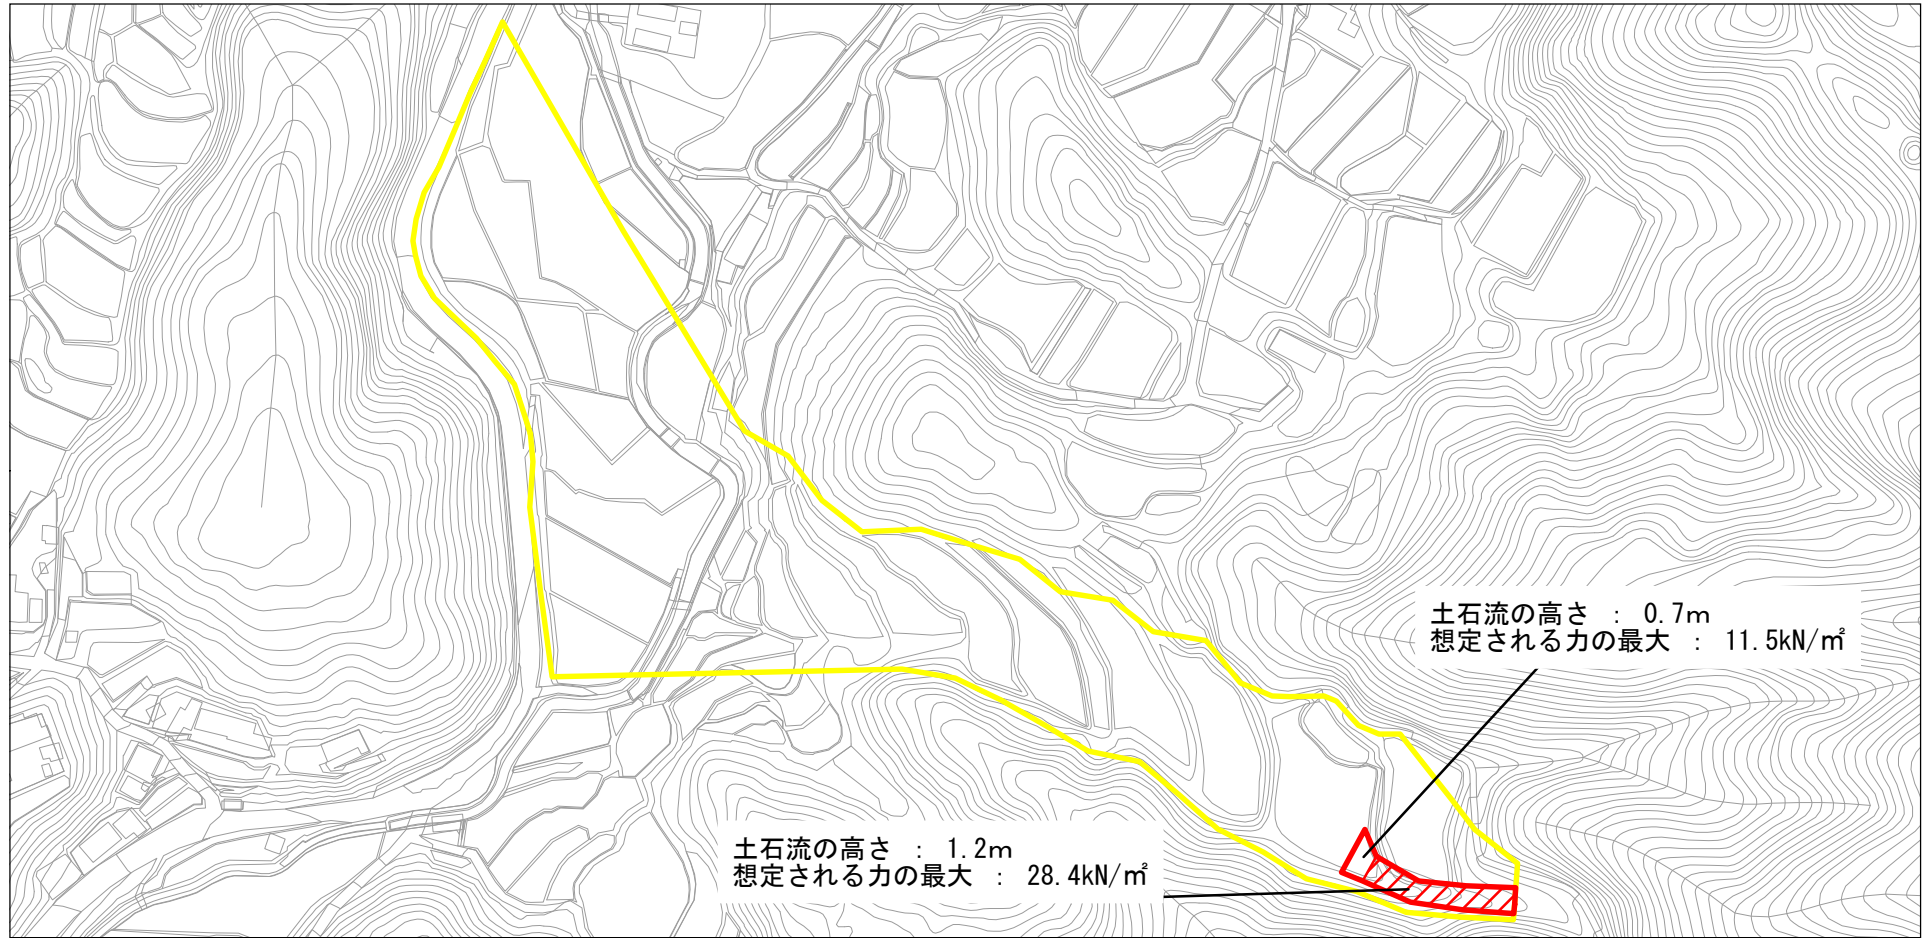 土石流の高さ : 0.7m
想定される力の最大 : 11.5kN/㎡
土石流の高さ : 1.2m
想定される力の最大 : 28.4kN/㎡